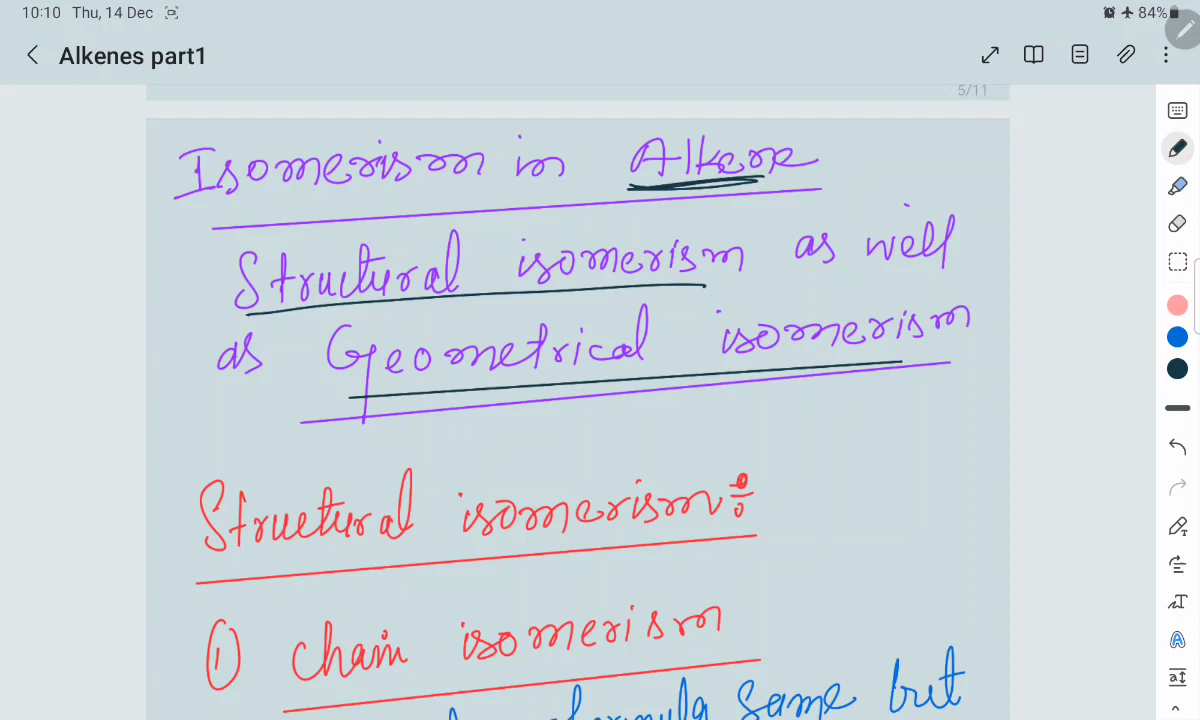 10:10 Thu, 14 Dec
84%
Alkenes part1
5/11
Isomerism in Alkene
Structural isomerism as well
as Geometrical isomerism
Structural isomerism:
① Chain isomerism
formula same but